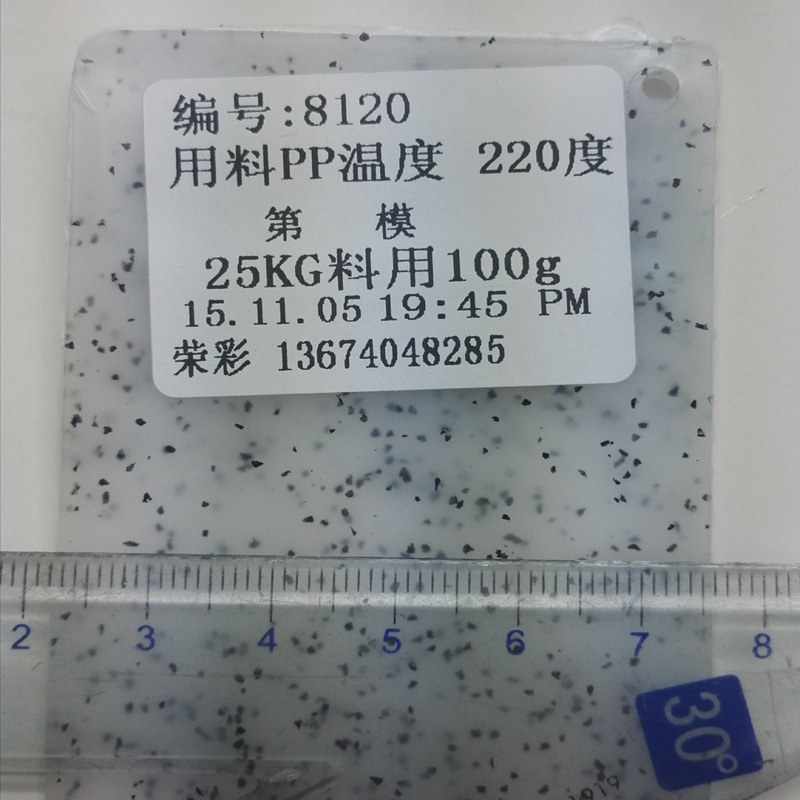 编号:8120
用料PP温度 220度
第 模
25KG料用100g
15.11.05 19:45 PM
荣彩 13674048285
2 3 4 5 6 7 8
30°